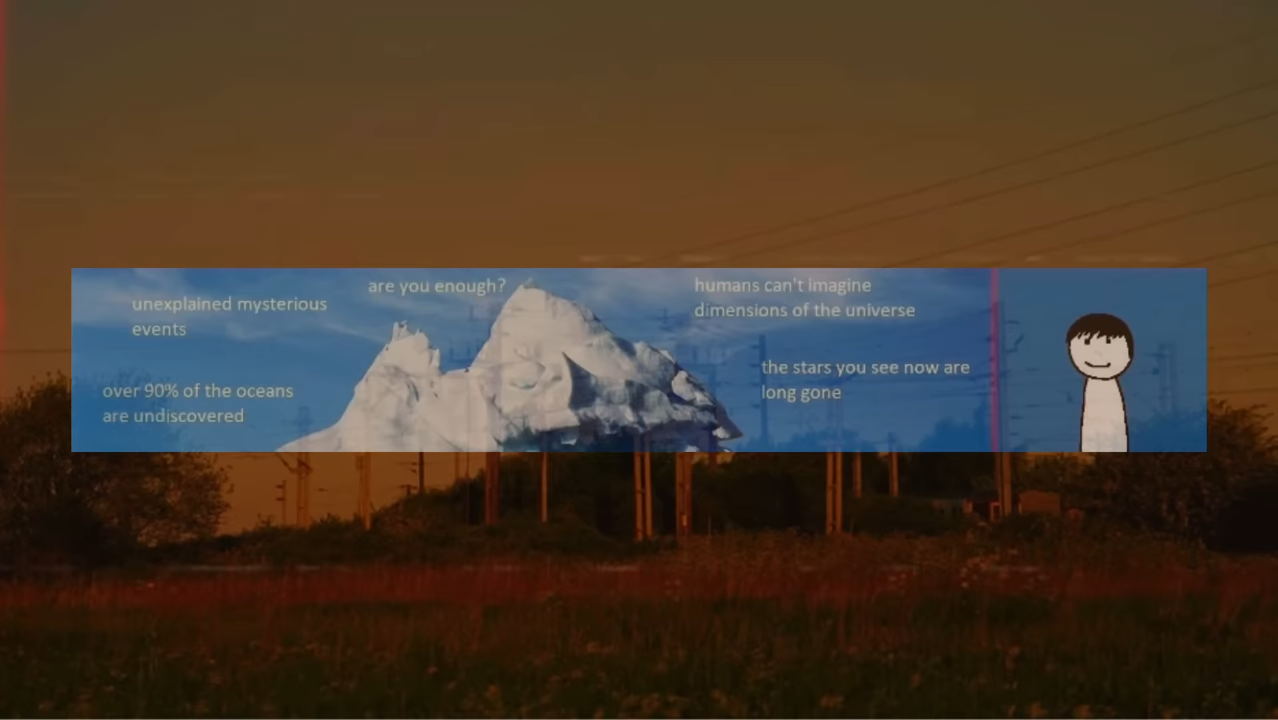 are you enough?
unexplained mysterious
events
over 90% of the oceans
are undiscovered
humans can't imagine
dimensions of the universe
the stars you see now are
long gone